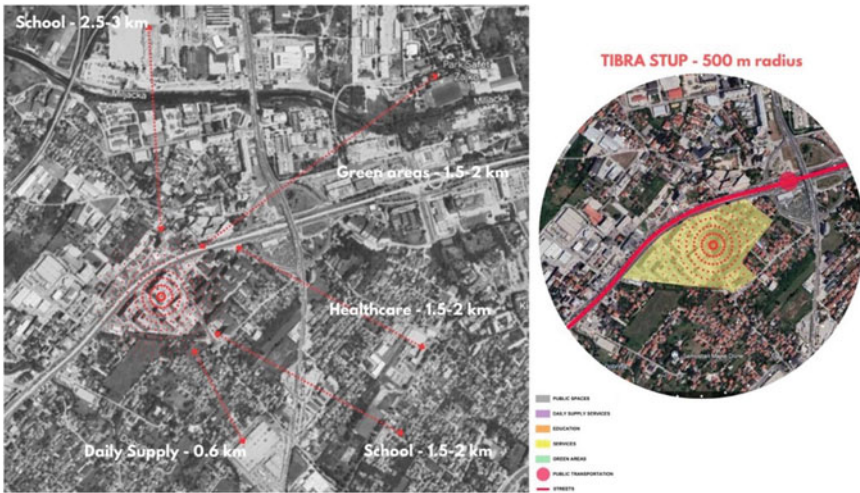 School - 2.5-3 km
Green areas - 1.5-2 km
Healthcare - 1.5-2 km
Daily Supply - 0.6 km
School - 1.5-2 km
TIBRA STUP - 500 m radius
PUBLIC SPACES
DAILY SUPPLY SERVICES
EDUCATION
SERVICES
GREEN AREAS
PUBLIC TRANSPORTATION
STREETS